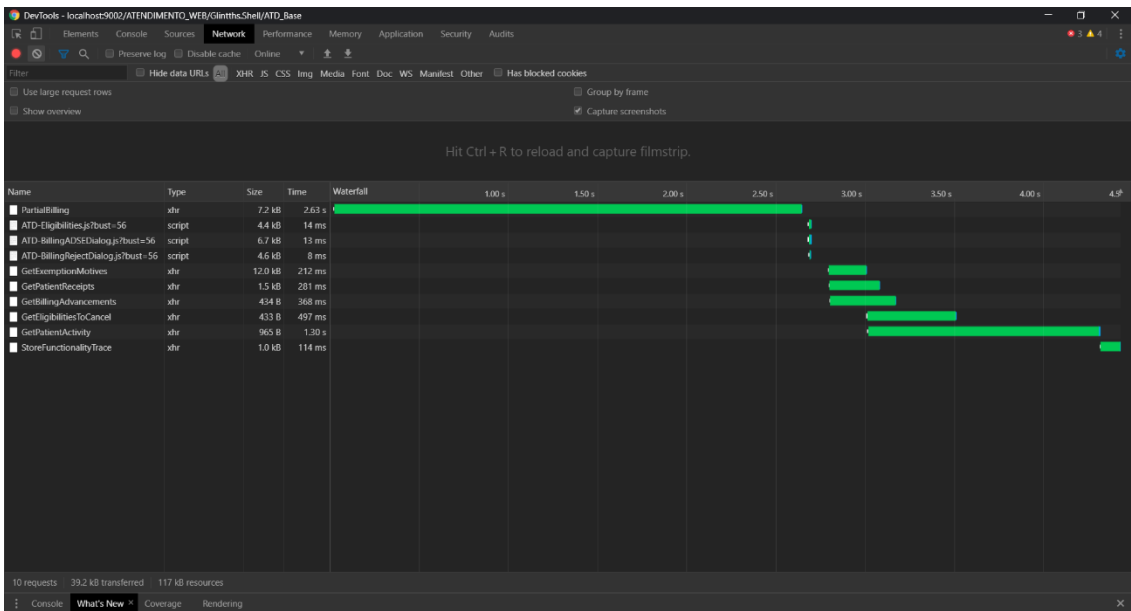 DevTools - localhost:9002/ATENDIMENTO_WEB/Glintths.Shell/ATD_Base
Elements Console Sources Network Performance Memory Application Security Audits 3 4
Preserve log Disable cache Online
Filter Hide data URLs All XHR JS CSS Img Media Font Doc WS Manifest Other Has blocked cookies
Use large request rows Group by frame
Show overview Capture screenshots
Hit Ctrl + R to reload and capture filmstrip.
Name Type Size Time Waterfall 1.00 s 1.50 s 2.00 s 2.50 s 3.00 s 3.50 s 4.00 s
PartialBilling xhr 7.2 kB 2.63 s
ATD-Eligibilities.js?bust=56 script 4.4 kB 14 ms
ATD-BillingADSEDialog.js?bust=56 script 6.7 kB 13 ms
ATD-BillingRejectDialog.js?bust=56 script 4.6 kB 8 ms
GetExemptionMotives xhr 12.0 kB 212 ms
GetPatientReceipts xhr 1.5 kB 281 ms
GetBillingAdvancements xhr 434 B 368 ms
GetEligibilitiesToCancel xhr 433 B 497 ms
GetPatientActivity xhr 965 B 1.30 s
StoreFunctionalityTrace xhr 1.0 kB 114 ms
10 requests 39.2 kB transferred 117 kB resources
Console What's New × Coverage Rendering